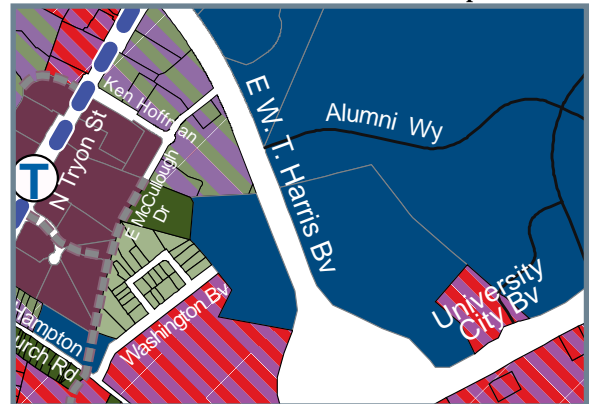 Ken Hoffman
N Tryon St
T
E McCullough
Dr
E W. T. Harris Bv
Alumni Wy
University
City Bv
Washington Bv
Hampton
urch Rd